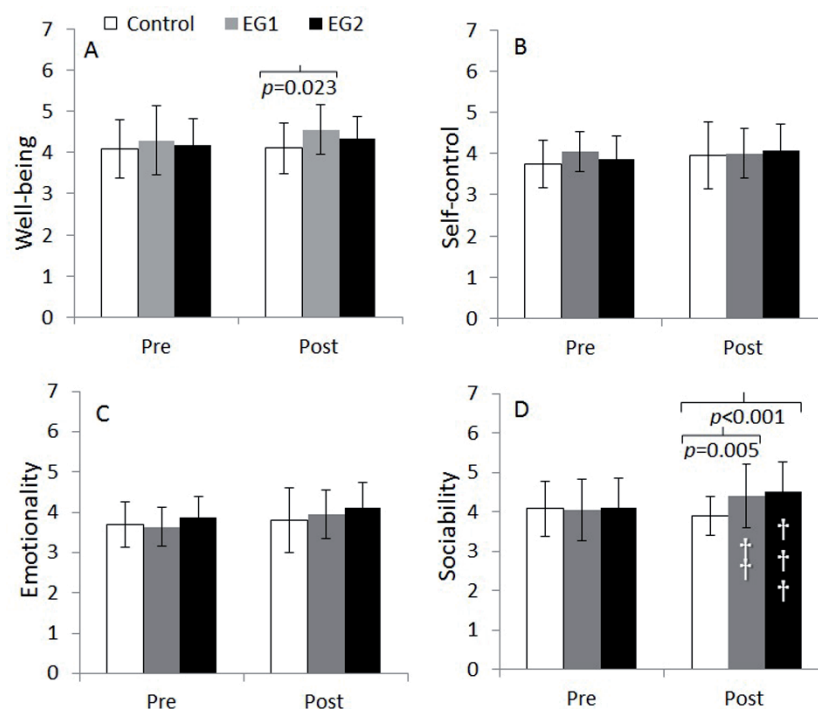 Control EG1 EG2
A
7
6
5
4
3
2
1
0
Well-being
p=0.023
Pre Post
B
7
6
5
4
3
2
1
0
Self-control
Pre Post
C
7
6
5
4
3
2
1
0
Emotionality
Pre Post
D
7
6
5
4
3
2
1
0
Sociability
p<0.001
p=0.005
‡
‡
†
†
†
Pre Post